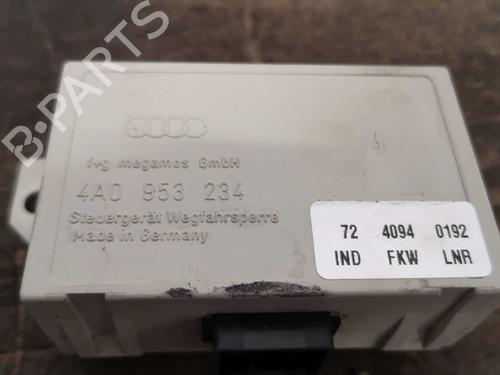 B-PARTS
f+g megamos GmbH
4A0 953 234
Steuergerät Wegfahrsperre
Made in Germany
72 4094 0192
IND FKW LNR